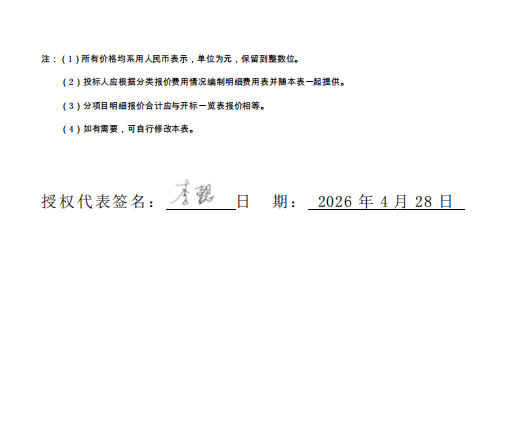 注：（1）所有价格均系用人民币表示，单位为元，保留到整数位。
（2）投标人应根据分类报价费用情况编制明细费用表并随本表一起提供。
（3）分项目明细报价合计应与开标一览表报价相等。
（4）如有需要，可自行修改本表。
授权代表签名：李 日 期： 2026 年 4 月 28 日